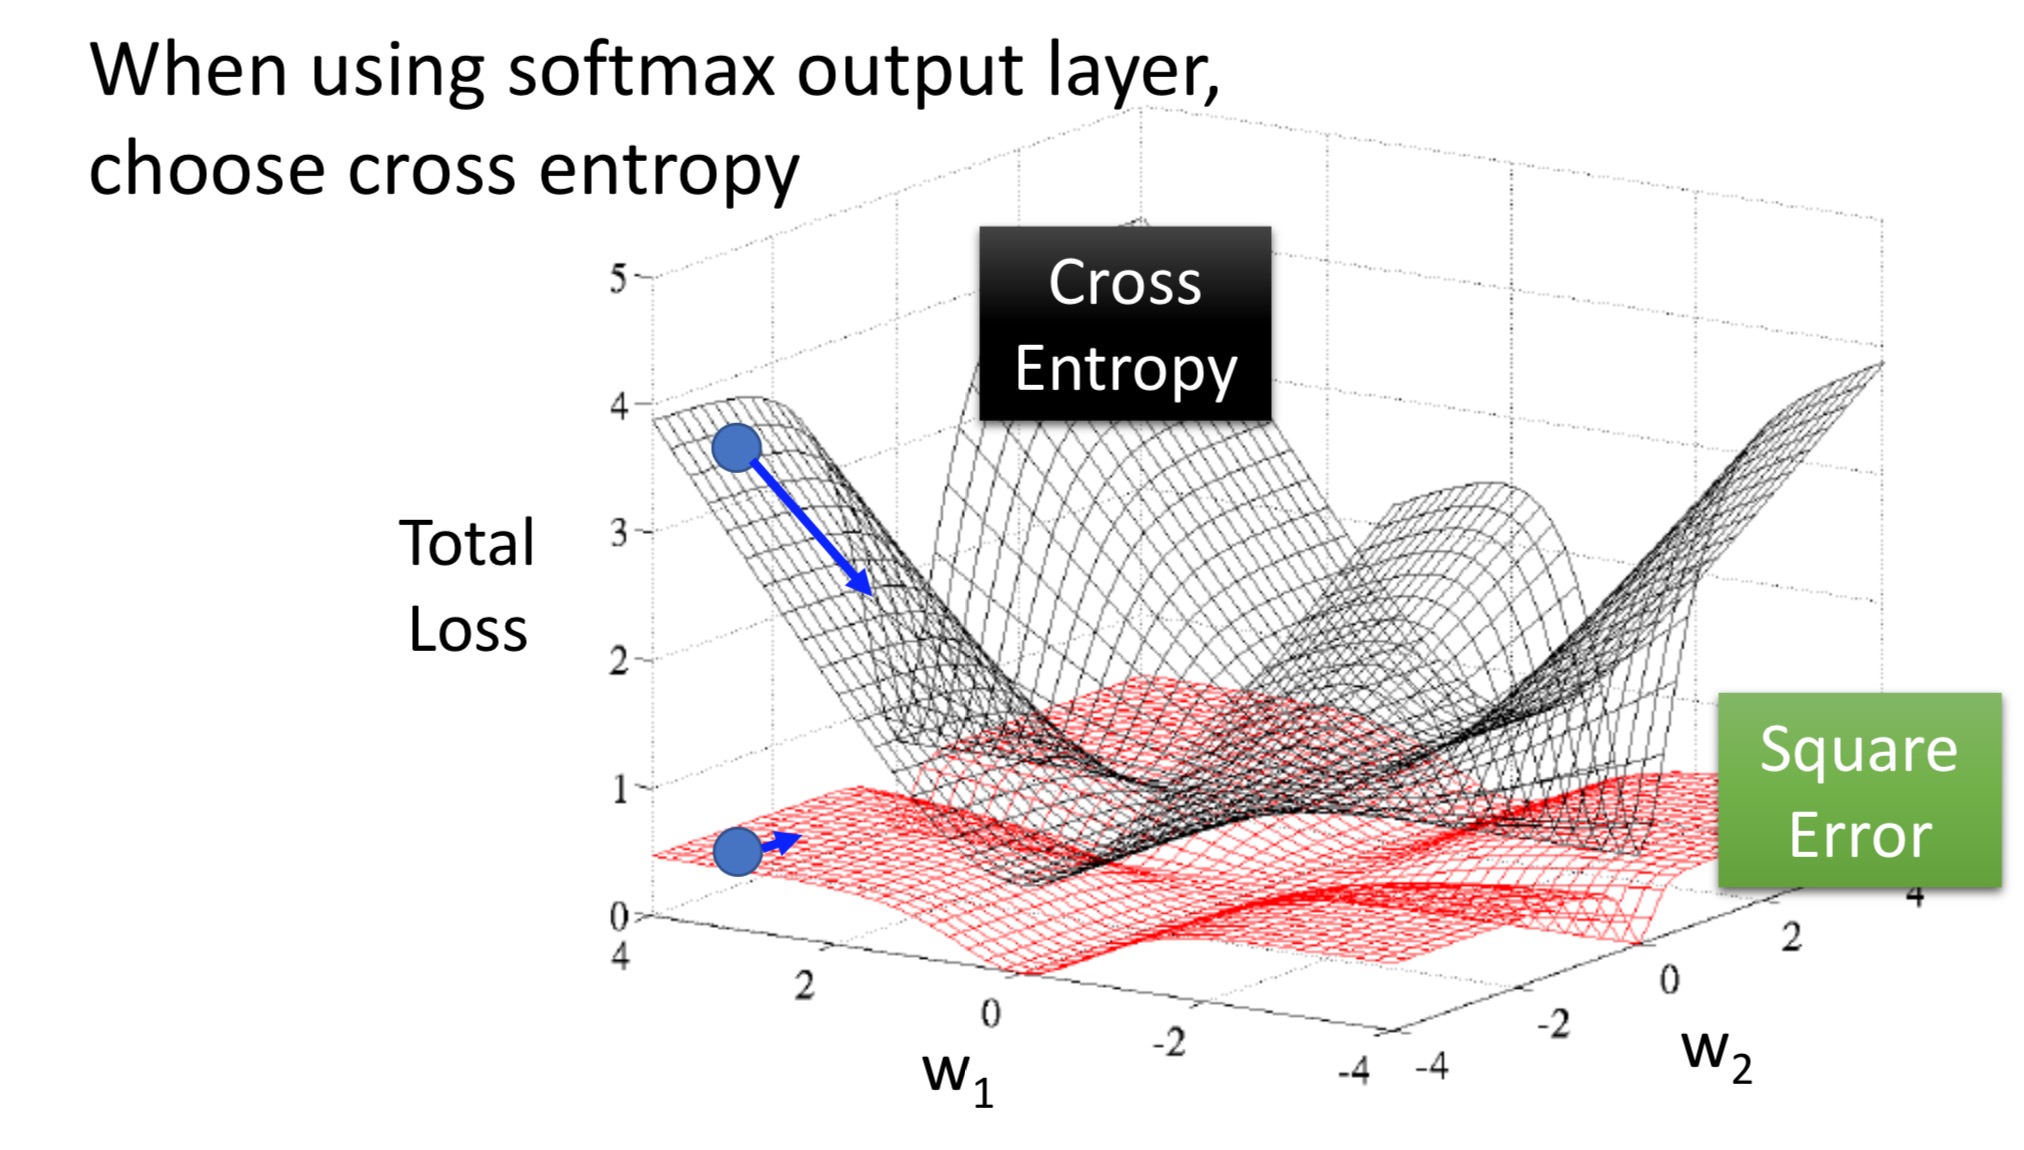 When using softmax output layer,
choose cross entropy
Cross
Entropy
5
4
3
2
1
0
Total
Loss
Square
Error
4
2
0
-2
-4
w1
-4
-2
0
2
4
w2